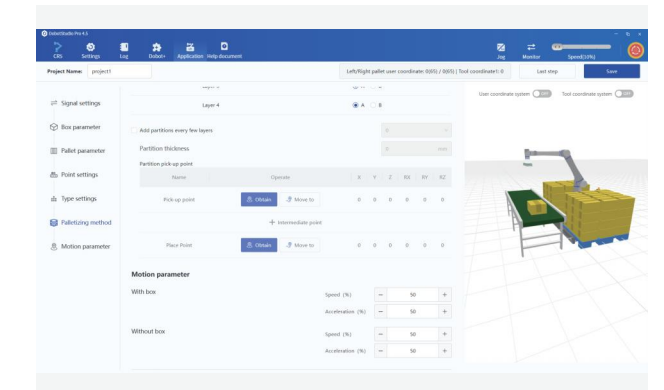 DobotStudio Pro 4.5
CR5 Settings Log Dobot+ Application Help document Jog Monitor Speed(10%)
Project Name: project1 Left/Right pallet user coordinate: 0(65) / 0(65) | Tool coordinate1: 0 Last step Save
User coordinate system OFF Tool coordinate system OFF
Signal settings
Layer 4 A B
Box parameter
Add partitions every few layers 0
Pallet parameter
Partition thickness 0 mm
Partition pick-up point
Point settings
Name Operate X Y Z RX RY RZ
Type settings
Pick-up point Obtain Move to 0 0 0 0 0 0
Palletizing method
+ Intermediate point
Motion parameter
Place Point Obtain Move to 0 0 0 0 0 0
Motion parameter
With box Speed (%) − 50 +
Acceleration (%) − 50 +
Without box Speed (%) − 50 +
Acceleration (%) − 50 +